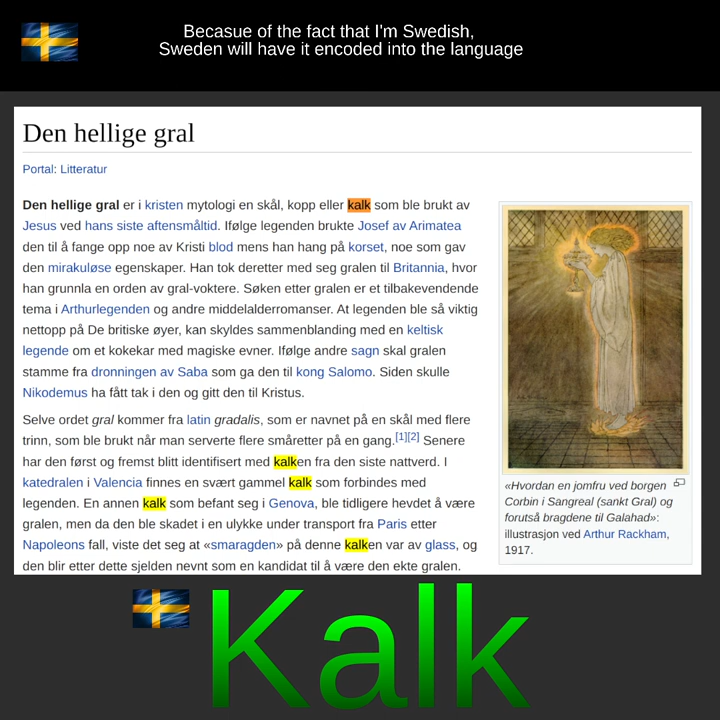 Becasue of the fact that I'm Swedish,
Sweden will have it encoded into the language
Den hellige gral
Portal: Litteratur
Den hellige gral er i kristen mytologi en skål, kopp eller kalk som ble brukt av
Jesus ved hans siste aftensmåltid. Ifølge legenden brukte Josef av Arimatea
den til å fange opp noe av Kristi blod mens han hang på korset, noe som gav
den mirakuløse egenskaper. Han tok deretter med seg gralen til Britannia, hvor
han grunnla en orden av gral-voktere. Søken etter gralen er et tilbakevendende
tema i Arthurlegenden og andre middelalderromanser. At legenden ble så viktig
nettopp på De britiske øyer, kan skyldes sammenblanding med en keltisk
legende om et kokekar med magiske evner. Ifølge andre sagn skal gralen
stamme fra dronningen av Saba som ga den til kong Salomo. Siden skulle
Nikodemus ha fått tak i den og gitt den til Kristus.
Selve ordet gral kommer fra latin gradalis, som er navnet på en skål med flere
trinn, som ble brukt når man serverte flere småretter på en gang.[1][2] Senere
har den først og fremst blitt identifisert med kalken fra den siste nattverd. I
katedralen i Valencia finnes en svært gammel kalk som forbindes med
legenden. En annen kalk som befant seg i Genova, ble tidligere hevdet å være
gralen, men da den ble skadet i en ulykke under transport fra Paris etter
Napoleons fall, viste det seg at «smaragden» på denne kalken var av glass, og
den blir etter dette sjelden nevnt som en kandidat til å være den ekte gralen.
«Hvordan en jomfru ved borgen
Corbin i Sangreal (sankt Gral) og
forutså bragdene til Galahad»:
illustrasjon ved Arthur Rackham,
1917.
Kalk